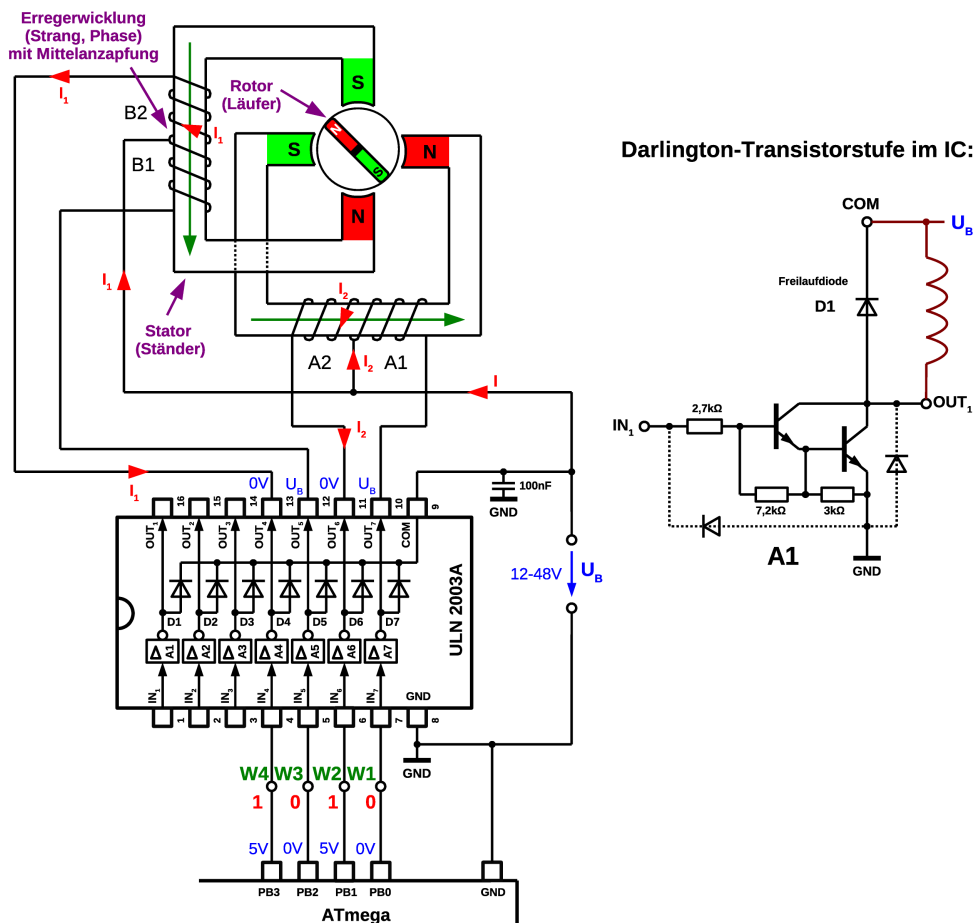 Erregerwicklung
(Strang, Phase)
mit Mittelanzapfung
I1
B2
I1
B1
I1
Rotor
(Läufer)
S
S
N
N
N
S
Stator
(Ständer)
I2
A2
I2
A1
I
I2
I1
0V
UB
0V
UB
100nF
GND
12-48V
UB
16
15
14
13
12
11
10
9
OUT1
OUT2
OUT3
OUT4
OUT5
OUT6
OUT7
COM
D1
D2
D3
D4
D5
D6
D7
Δ A1
Δ A2
Δ A3
Δ A4
Δ A5
Δ A6
Δ A7
ULN 2003A
IN1
IN2
IN3
IN4
IN5
IN6
IN7
GND
1
2
3
4
5
6
7
8
GND
W4 W3 W2 W1
1 0 1 0
5V 0V 5V 0V
PB3 PB2 PB1 PB0 GND
ATmega
Darlington-Transistorstufe im IC:
COM
UB
Freilaufdiode
D1
OUT1
IN1
2,7kΩ
7,2kΩ
3kΩ
A1
GND